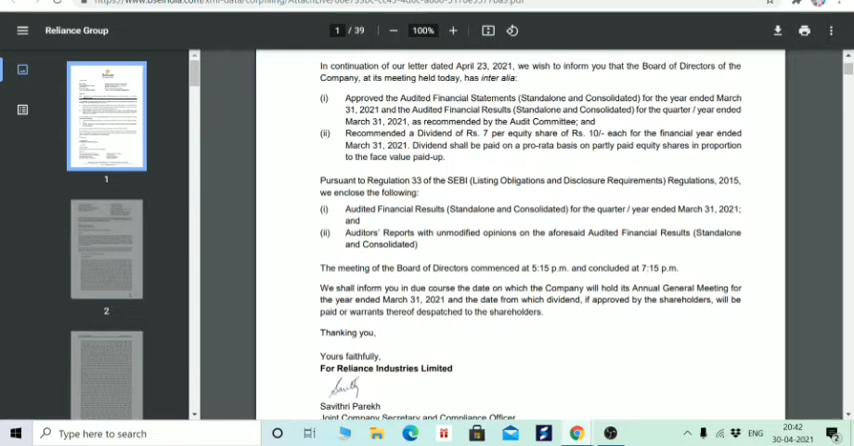 Reliance Group
1 / 39
100%
In continuation of our letter dated April 23, 2021, we wish to inform you that the Board of Directors of the
Company, at its meeting held today, has inter alia:
(i) Approved the Audited Financial Statements (Standalone and Consolidated) for the year ended March
31, 2021 and the Audited Financial Results (Standalone and Consolidated) for the quarter / year ended
March 31, 2021, as recommended by the Audit Committee; and
(ii) Recommended a Dividend of Rs. 7 per equity share of Rs. 10/- each for the financial year ended
March 31, 2021. Dividend shall be paid on a pro-rata basis on partly paid equity shares in proportion
to the face value paid-up.
Pursuant to Regulation 33 of the SEBI (Listing Obligations and Disclosure Requirements) Regulations, 2015,
we enclose the following:
(i) Audited Financial Results (Standalone and Consolidated) for the quarter / year ended March 31, 2021;
and
(ii) Auditors' Reports with unmodified opinions on the aforesaid Audited Financial Results (Standalone
and Consolidated)
The meeting of the Board of Directors commenced at 5:15 p.m. and concluded at 7:15 p.m.
We shall inform you in due course the date on which the Company will hold its Annual General Meeting for
the year ended March 31, 2021 and the date from which dividend, if approved by the shareholders, will be
paid or warrants thereof despatched to the shareholders.
Thanking you,
Yours faithfully,
For Reliance Industries Limited
Savithri Parekh
Joint Company Secretary and Compliance Officer
1
2
Type here to search
ENG
20:42
30-04-2021
2